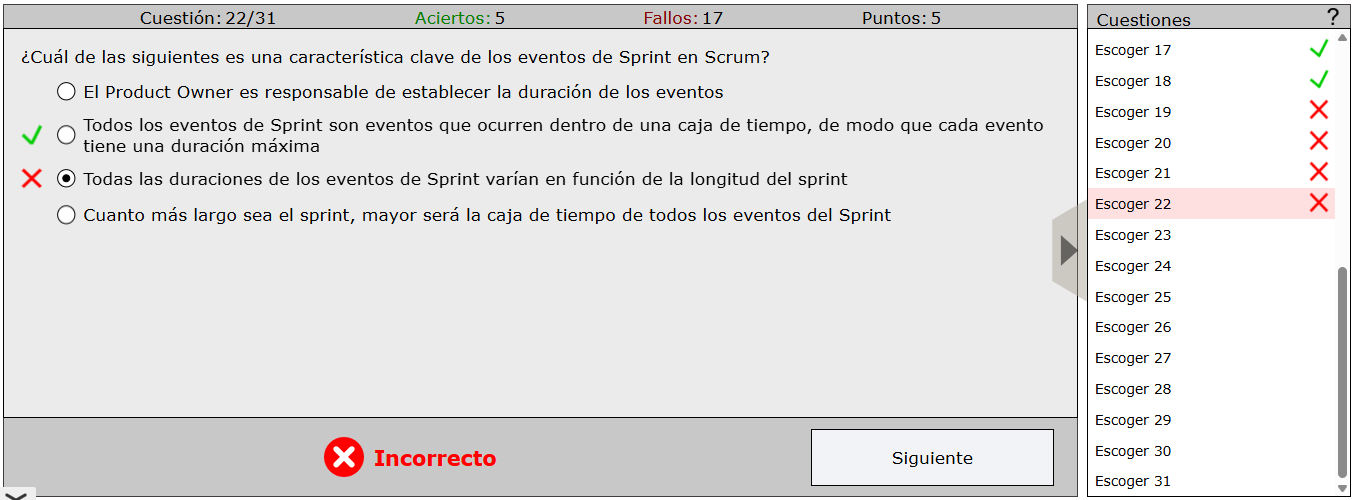 Cuestión: 22/31 Aciertos: 5 Fallos: 17 Puntos: 5
¿Cuál de las siguientes es una característica clave de los eventos de Sprint en Scrum?
El Product Owner es responsable de establecer la duración de los eventos
Todos los eventos de Sprint son eventos que ocurren dentro de una caja de tiempo, de modo que cada evento
tiene una duración máxima
Todas las duraciones de los eventos de Sprint varían en función de la longitud del sprint
Cuanto más largo sea el sprint, mayor será la caja de tiempo de todos los eventos del Sprint
Incorrecto
Siguiente
Cuestiones ?
Escoger 17
Escoger 18
Escoger 19
Escoger 20
Escoger 21
Escoger 22
Escoger 23
Escoger 24
Escoger 25
Escoger 26
Escoger 27
Escoger 28
Escoger 29
Escoger 30
Escoger 31